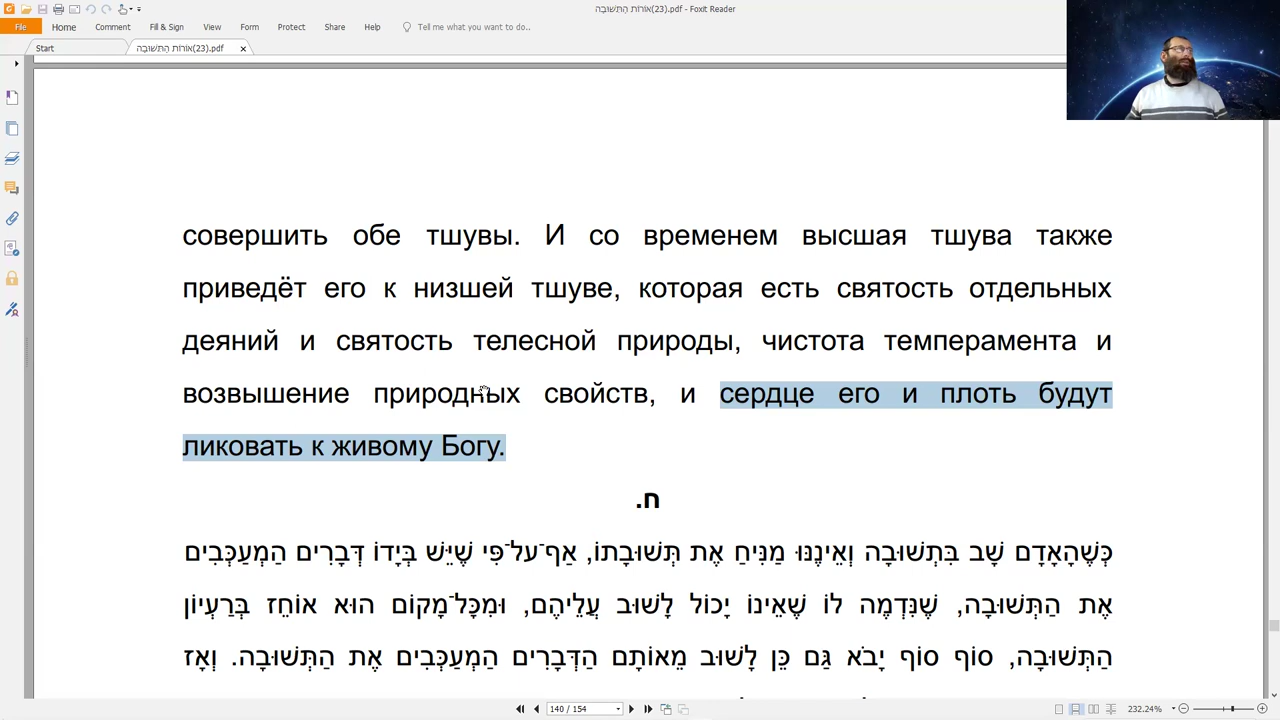 אוֹרוֹת הַתְּשׁוּבָה(23).pdf - Foxit Reader
File Home Comment Fill & Sign View Form Protect Share Help Tell me what you want to do..
Start אוֹרוֹת הַתְּשׁוּבָה(23).pdf
совершить обе тшувы. И со временем высшая тшува также
приведёт его к низшей тшуве, которая есть святость отдельных
деяний и святость телесной природы, чистота темперамента и
возвышение природных свойств, и сердце его и плоть будут
ликовать к живому Богу.
ח.
כְּשֶׁהָאָדָם שָׁב בִּתְשׁוּבָה וְאֵינֶנּוּ מַנִּיחַ אֶת תְּשׁוּבָתוֹ, אַף־עַל־פִּי שֶׁיֵּשׁ בְּיָדוֹ דְּבָרִים הַמְעַכְּבִים
אֶת הַתְּשׁוּבָה, שֶׁנִּדְמֶה לוֹ שֶׁאֵינוֹ יָכוֹל לָשׁוּב עֲלֵיהֶם, וּמִכָּל־מָקוֹם הוּא אוֹחֵז בְּרַעְיוֹן
הַתְּשׁוּבָה, סוֹף סוֹף יָבֹא גַּם כֵּן לָשׁוּב מֵאוֹתָם הַדְּבָרִים הַמְעַכְּבִים אֶת הַתְּשׁוּבָה. וְאָז
140 / 154 232.24%